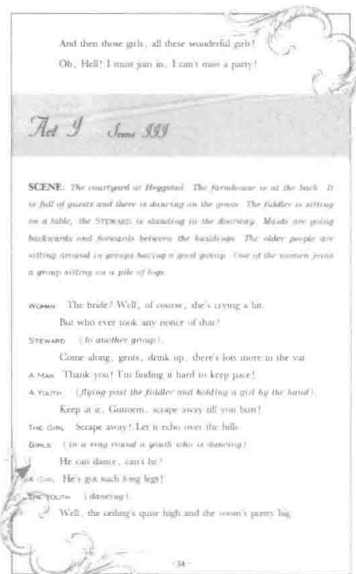 And then those girls, all these wonderful girls!
Oh, Hell! I must join in, I can't miss a party!
Act I Scene III
SCENE: The courtyard at Heggstad. The farmhouse is at the back. It
is full of guests and there is dancing on the grass. The fiddler is sitting
on a table, the STEWARD is standing in the doorway. Maids are going
backwards and forwards between the buildings. The older people are
sitting around in groups having a good gossip. One of the women joins
a group sitting on a pile of logs.
WOMAN The bride? Well, of course, she's crying a bit.
But who ever took any notice of that!
STEWARD (In another group).
Come along, gents, drink up, there's lots more in the vat.
A MAN Thank you! I'm finding it hard to keep pace!
A YOUTH (flying past the fiddler and holding a girl by the hand).
Keep at it, Guttorm, scrape away till you bust!
THE GIRL Scrape away! Let it echo over the hills.
GIRLS (in a ring round a youth who is dancing).
He can dance, can't he?
A GIRL He's got such long legs!
THE YOUTH (dancing).
Well, the ceiling's quite high and the room's pretty big.
- 34 -